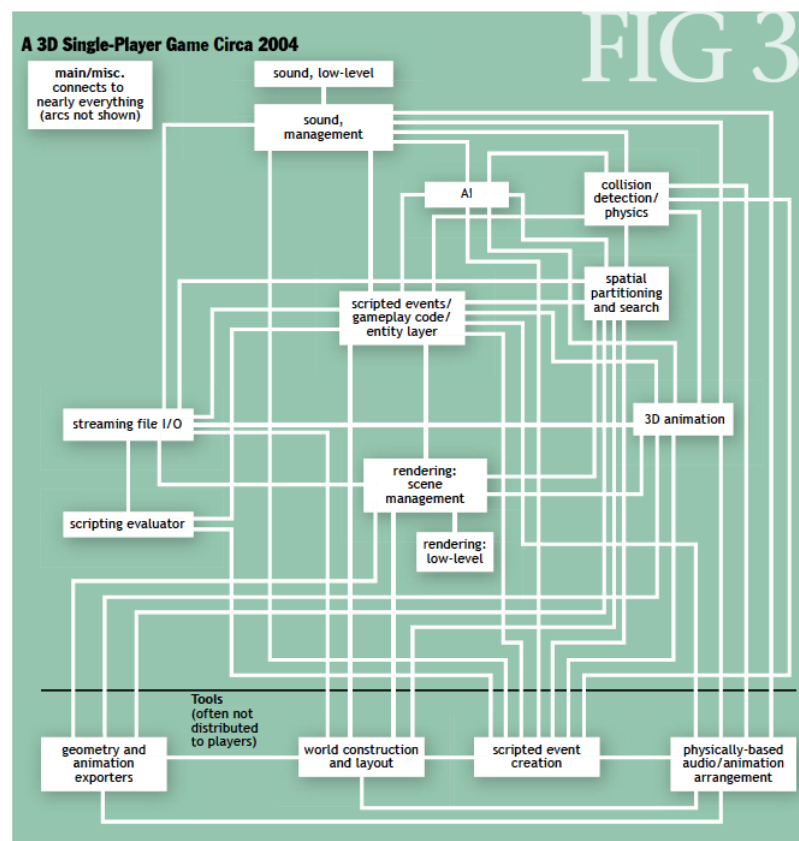 FIG 3
A 3D Single-Player Game Circa 2004
main/misc.
connects to
nearly everything
(arcs not shown)
sound, low-level
sound,
management
AI
collision
detection/
physics
spatial
partitioning
and search
scripted events/
gameplay code/
entity layer
streaming file I/O
3D animation
rendering:
scene
management
scripting evaluator
rendering:
low-level
Tools
(often not
distributed
to players)
geometry and
animation
exporters
world construction
and layout
scripted event
creation
physically-based
audio/animation
arrangement